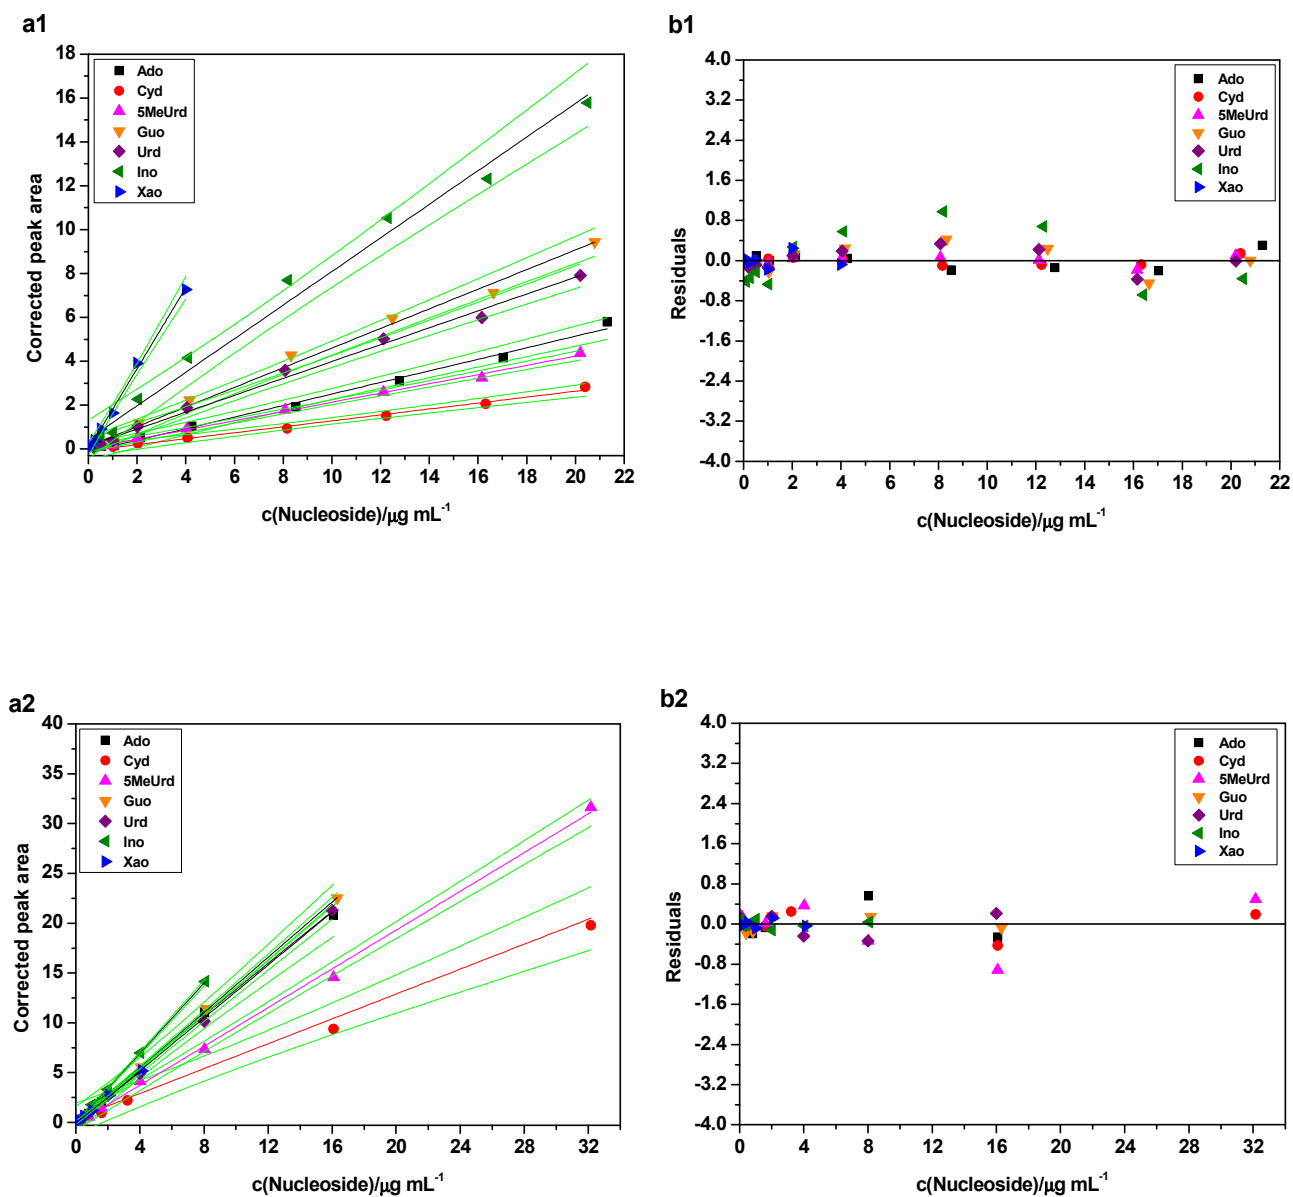 a1
18
16
14
12
10
8
6
4
2
0
Corrected peak area
Ado
Cyd
5MeUrd
Guo
Urd
Ino
Xao
0 2 4 6 8 10 12 14 16 18 20 22
c(Nucleoside)/μg mL⁻¹
b1
4.0
3.2
2.4
1.6
0.8
0.0
-0.8
-1.6
-2.4
-3.2
-4.0
Residuals
Ado
Cyd
5MeUrd
Guo
Urd
Ino
Xao
0 2 4 6 8 10 12 14 16 18 20 22
c(Nucleoside)/μg mL⁻¹
a2
40
35
30
25
20
15
10
5
0
Corrected peak area
Ado
Cyd
5MeUrd
Guo
Urd
Ino
Xao
0 4 8 12 16 20 24 28 32
c(Nucleoside)/μg mL⁻¹
b2
4.0
3.2
2.4
1.6
0.8
0.0
-0.8
-1.6
-2.4
-3.2
-4.0
Residuals
Ado
Cyd
5MeUrd
Guo
Urd
Ino
Xao
0 4 8 12 16 20 24 28 32
c(Nucleoside)/μg mL⁻¹